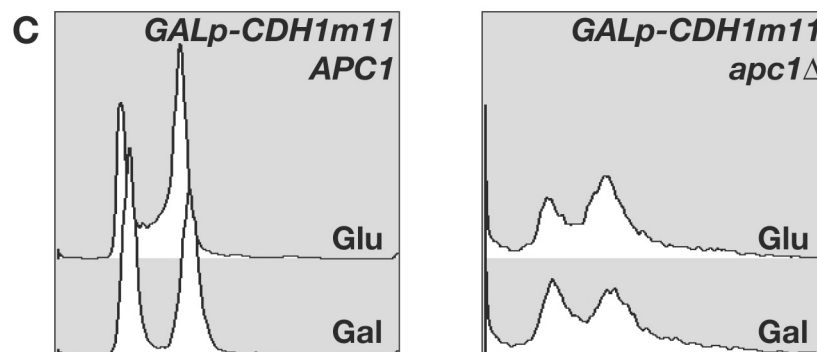 C
GALp-CDH1m11
APC1
Glu
Gal
GALp-CDH1m11
apc1Δ
Glu
Gal